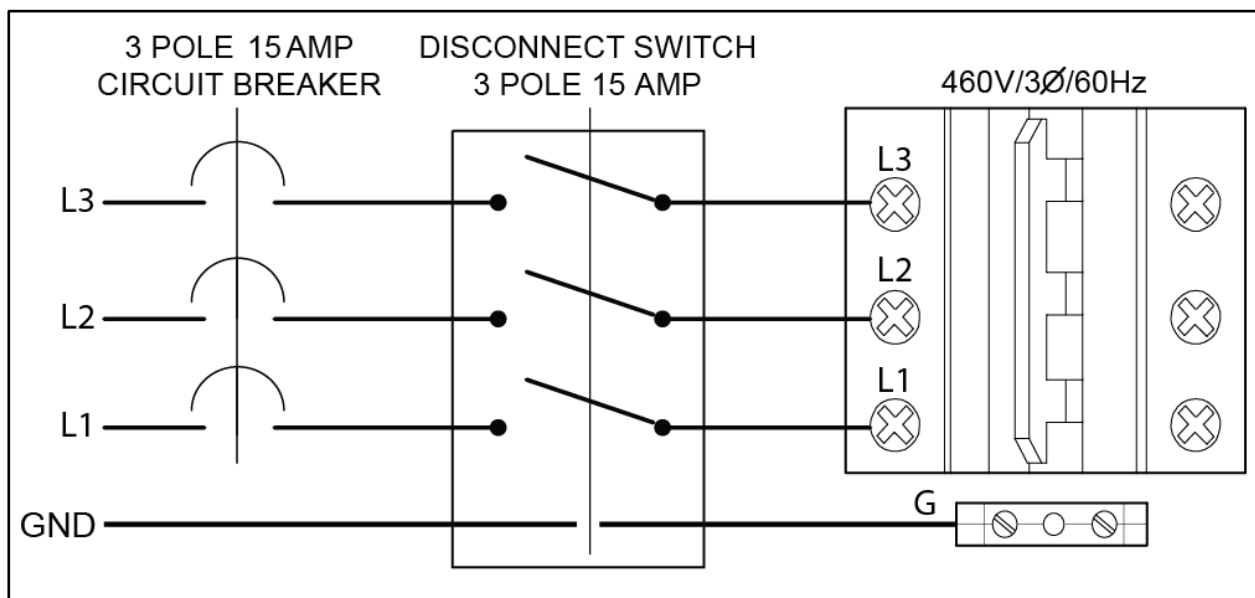 3 POLE 15 AMP
CIRCUIT BREAKER
DISCONNECT SWITCH
3 POLE 15 AMP
460V/3Ø/60Hz
L3
L3
L2
L2
L1
L1
GND
G